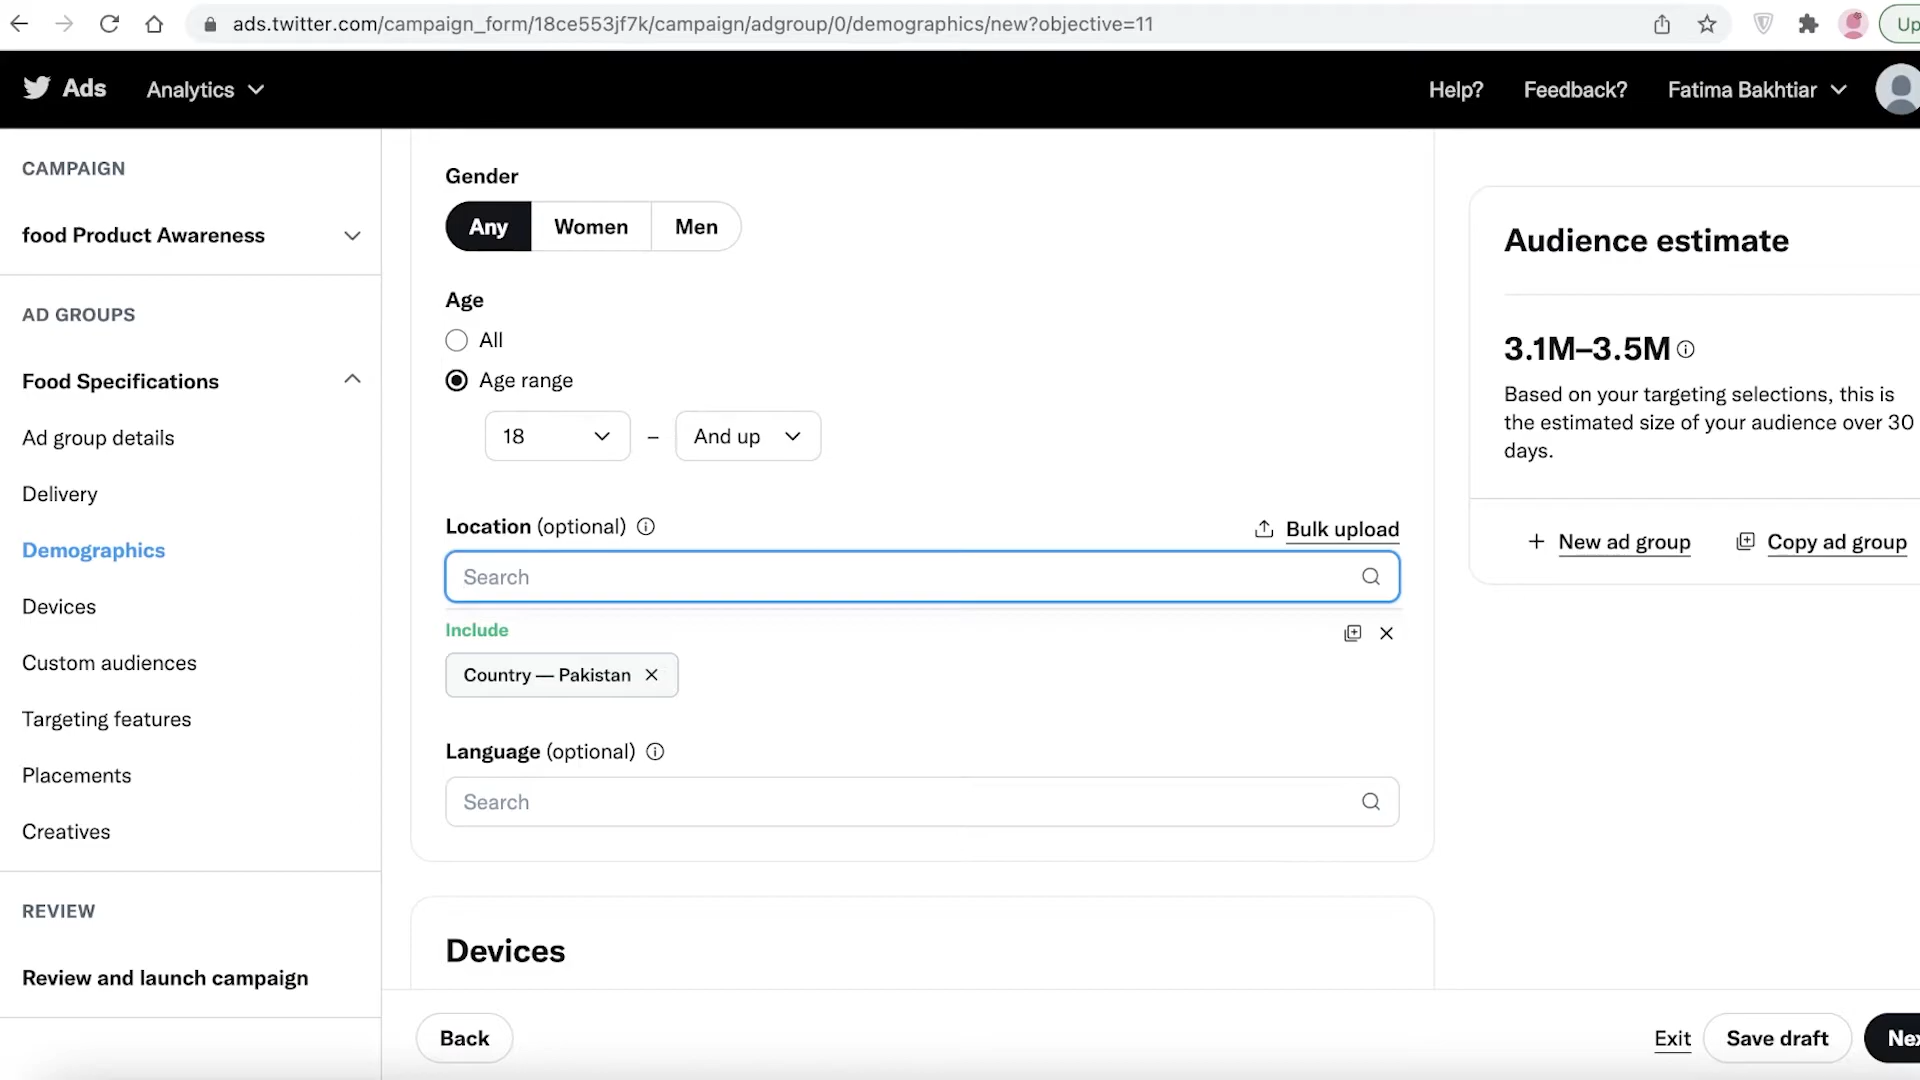 ads.twitter.com/campaign_form/18ce553jf7k/campaign/adgroup/0/demographics/new?objective=11
Up
Ads
Analytics
Help?
Feedback?
Fatima Bakhtiar
CAMPAIGN
food Product Awareness
AD GROUPS
Food Specifications
Ad group details
Delivery
Demographics
Devices
Custom audiences
Targeting features
Placements
Creatives
REVIEW
Review and launch campaign
Gender
Any
Women
Men
Age
All
Age range
18
–
And up
Location (optional)
Bulk upload
Search
Include
Country — Pakistan
Language (optional)
Search
Devices
Audience estimate
3.1M–3.5M
Based on your targeting selections, this is
the estimated size of your audience over 30
days.
New ad group
Copy ad group
Back
Exit
Save draft
Nex